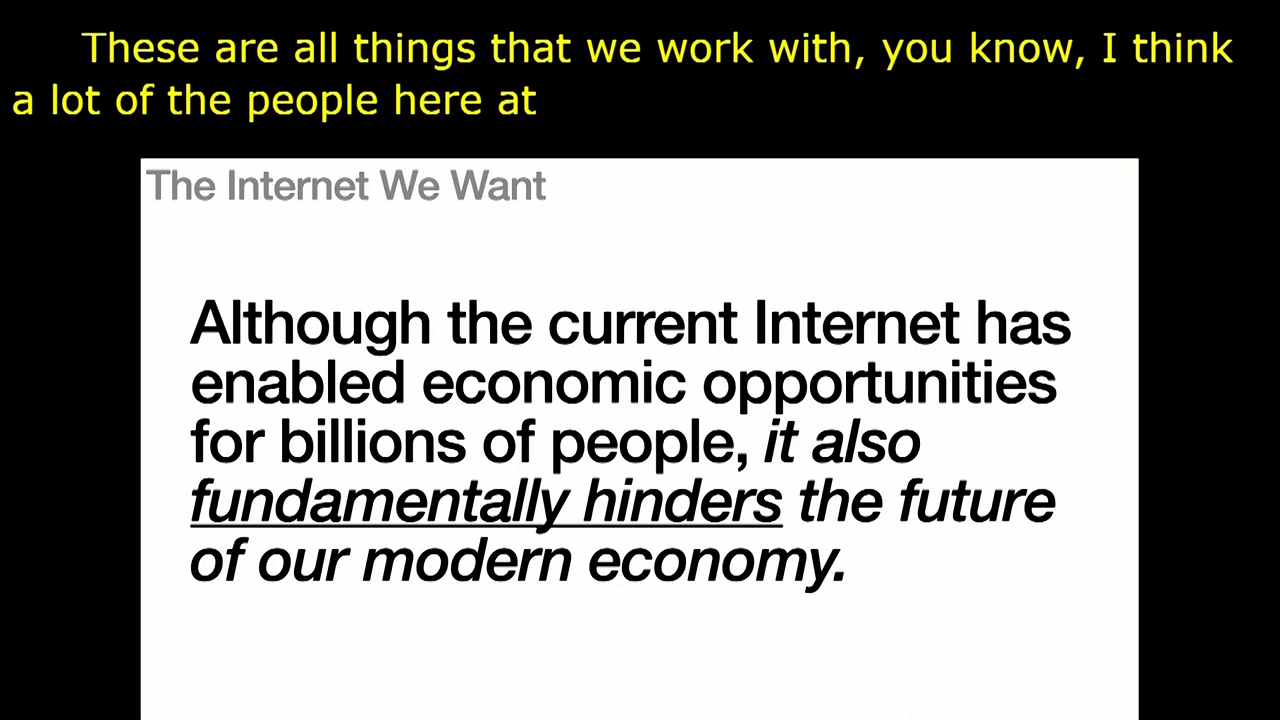 These are all things that we work with, you know, I think
a lot of the people here at
The Internet We Want
Although the current Internet has
enabled economic opportunities
for billions of people, it also
fundamentally hinders the future
of our modern economy.